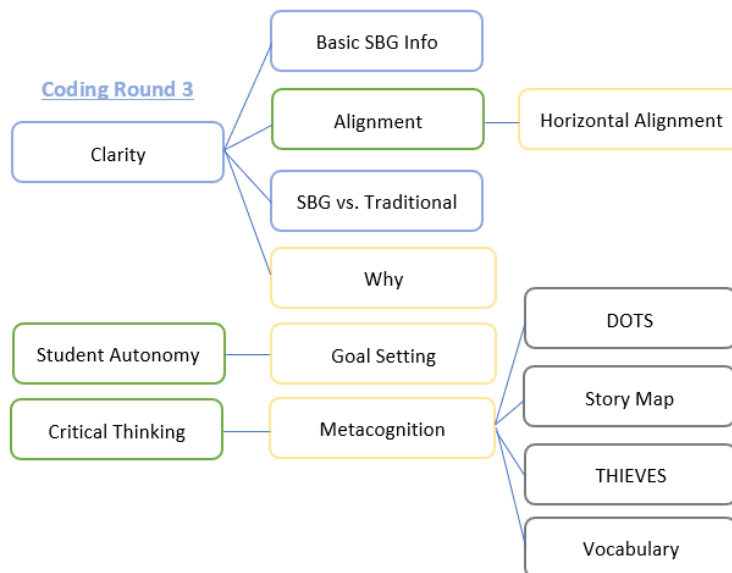 Coding Round 3
Clarity
Basic SBG Info
Alignment
Horizontal Alignment
SBG vs. Traditional
Why
Student Autonomy
Goal Setting
Critical Thinking
Metacognition
DOTS
Story Map
THIEVES
Vocabulary